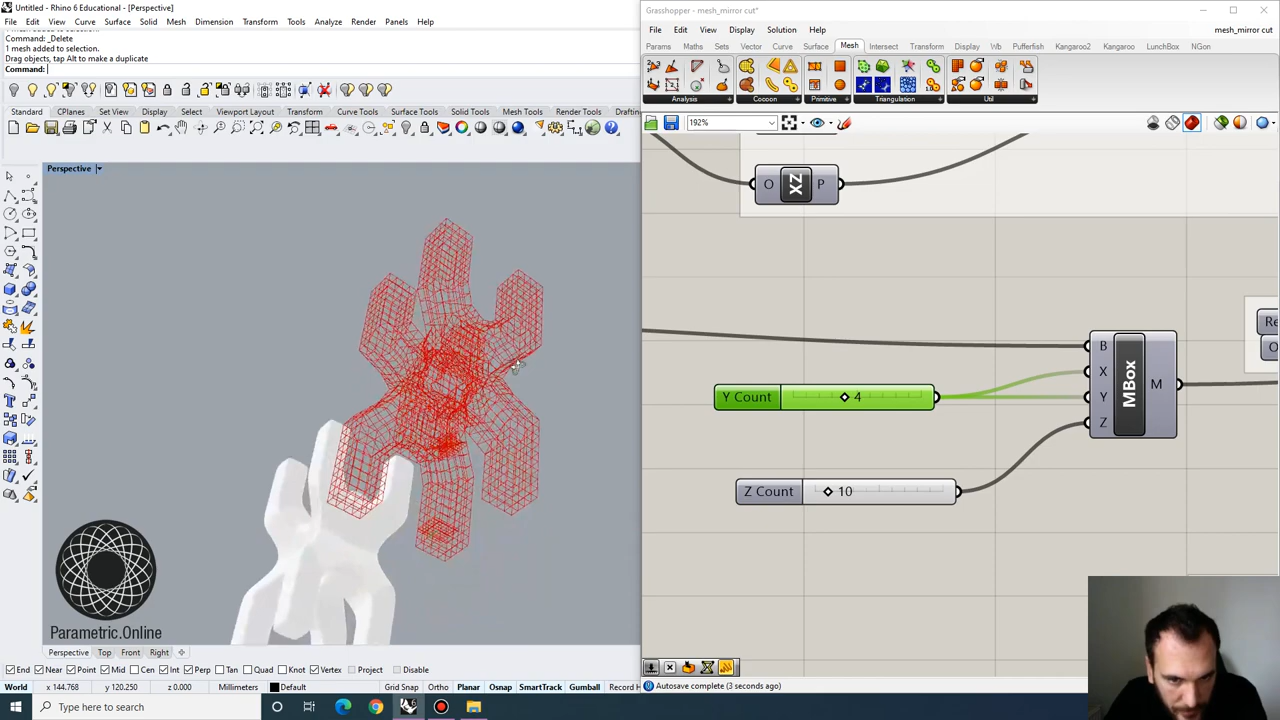 Untitled - Rhino 6 Educational - [Perspective]
File Edit View Curve Surface Solid Mesh Dimension Transform Tools Analyze Render Panels Help
Command: _Delete
1 mesh added to selection.
Drag objects, tap Alt to make a duplicate
Command:
Standard CPlanes Set View Display Select Viewport Layout Transform Curve Tools Surface Tools Solid Tools Mesh Tools Render Tools Drafting
Perspective
Parametric.Online
Perspective Top Front Right
End Near Point Mid Cen Int Perp Tan Quad Knot Vertex Project Disable
World x 144.768 y 120.250 z 0.000 Millimeters Default Grid Snap Ortho Planar Osnap SmartTrack Gumball Record H
Type here to search
Grasshopper - mesh_mirror cut*
File Edit View Display Solution Help mesh_mirror cut
Params Maths Sets Vector Curve Surface Mesh Intersect Transform Display Wb Pufferfish Kangaroo2 Kangaroo LunchBox NGon
Analysis Cocoon Primitive Triangulation Util
192%
O XZ P
Re
B
X
Y Count 4 Y MBox M
Z
Z Count 10
Autosave complete (3 seconds ago)